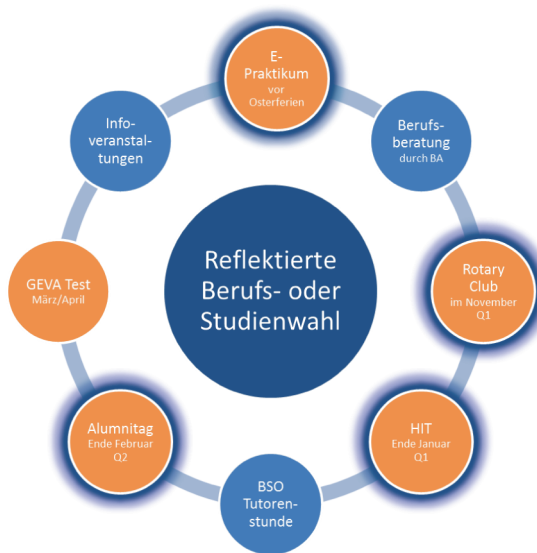 E-
Praktikum
vor
Osterferien
Berufs-
beratung
durch BA
Rotary
Club
im November
Q1
HIT
Ende Januar
Q1
BSO
Tutoren-
stunde
Alumnitag
Ende Februar
Q2
GEVA Test
März/April
Info-
veranstal-
tungen
Reflektierte
Berufs- oder
Studienwahl